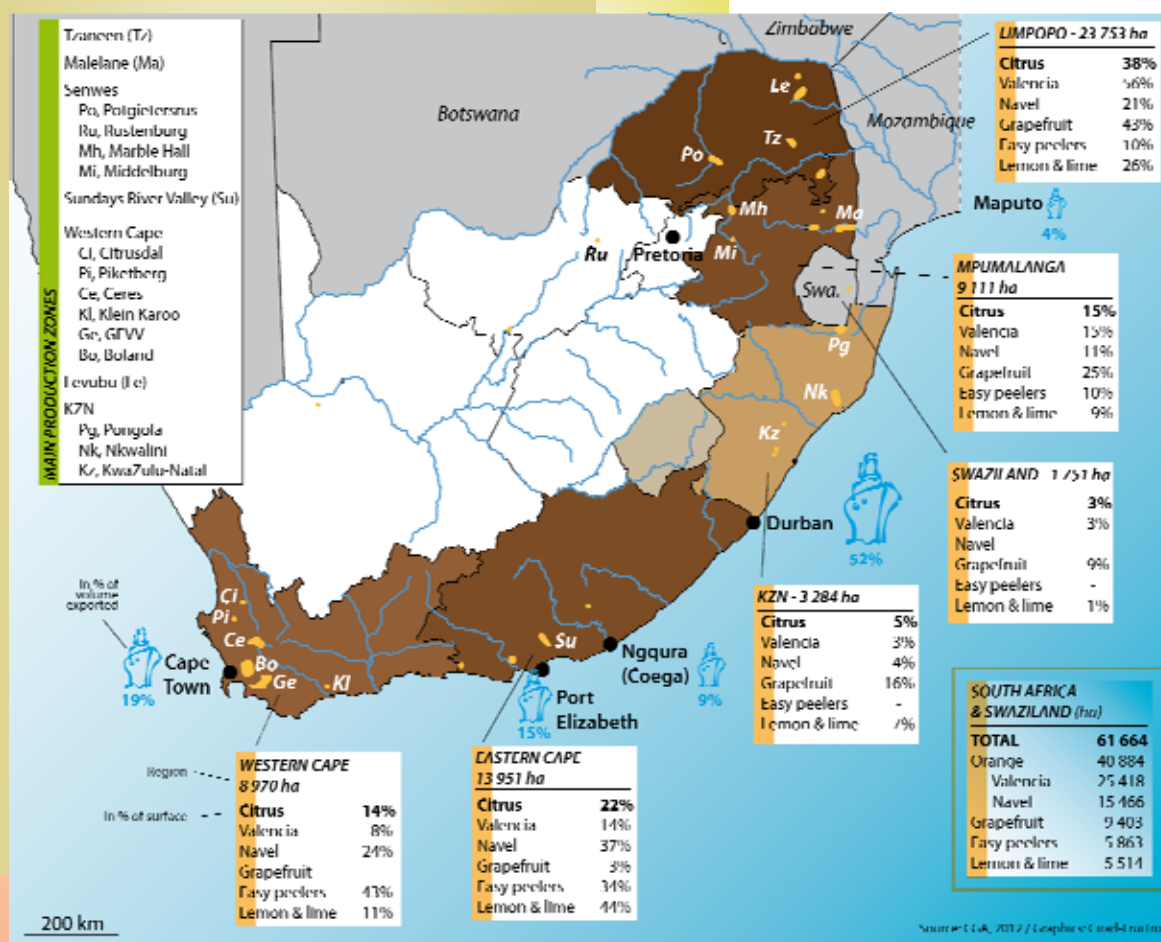 MAIN PRODUCTION ZONES
Tzaneen (Tz)
Malelane (Ma)
Senwes
Po, Potgietersrus
Ru, Rustenburg
Mh, Marble Hall
Mi, Middelburg
Sundays River Valley (Su)
Western Cape
Ci, Citrusdal
Pi, Piketberg
Ce, Ceres
Kl, Klein Karoo
Ge, GFVV
Bo, Boland
Levubu (Le)
KZN
Pg, Pongola
Nk, Nkwalini
Kz, KwaZulu-Natal
Zimbabwe
Botswana
Mozambique
Le
Tz
Po
Mh
Ma
Ru
Pretoria
Mi
Swa.
Pg
Nk
Kz
Maputo
4%
Durban
52%
Su
Ngqura
(Coega)
9%
Port
Elizabeth
15%
Ci
Pi
Ce
Bo
Ge
Kl
Cape
Town
19%
In % of
volume
exported
Region
In % of surface
200 km
LIMPOPO - 23 753 ha
Citrus 38%
Valencia 56%
Navel 21%
Grapefruit 43%
Easy peelers 10%
Lemon & lime 26%
MPUMALANGA
9 111 ha
Citrus 15%
Valencia 15%
Navel 11%
Grapefruit 25%
Easy peelers 10%
Lemon & lime 9%
SWAZILAND 1 751 ha
Citrus 3%
Valencia 3%
Navel
Grapefruit 9%
Easy peelers -
Lemon & lime 1%
KZN - 3 284 ha
Citrus 5%
Valencia 3%
Navel 4%
Grapefruit 16%
Easy peelers -
Lemon & lime 7%
WESTERN CAPE
8 970 ha
Citrus 14%
Valencia 8%
Navel 24%
Grapefruit
Easy peelers 43%
Lemon & lime 11%
EASTERN CAPE
13 951 ha
Citrus 22%
Valencia 14%
Navel 37%
Grapefruit 3%
Easy peelers 34%
Lemon & lime 44%
SOUTH AFRICA
& SWAZILAND (ha)
TOTAL 61 664
Orange 40 884
Valencia 25 418
Navel 15 466
Grapefruit 9 403
Easy peelers 5 863
Lemon & lime 5 514
Source: CGA, 2012 /